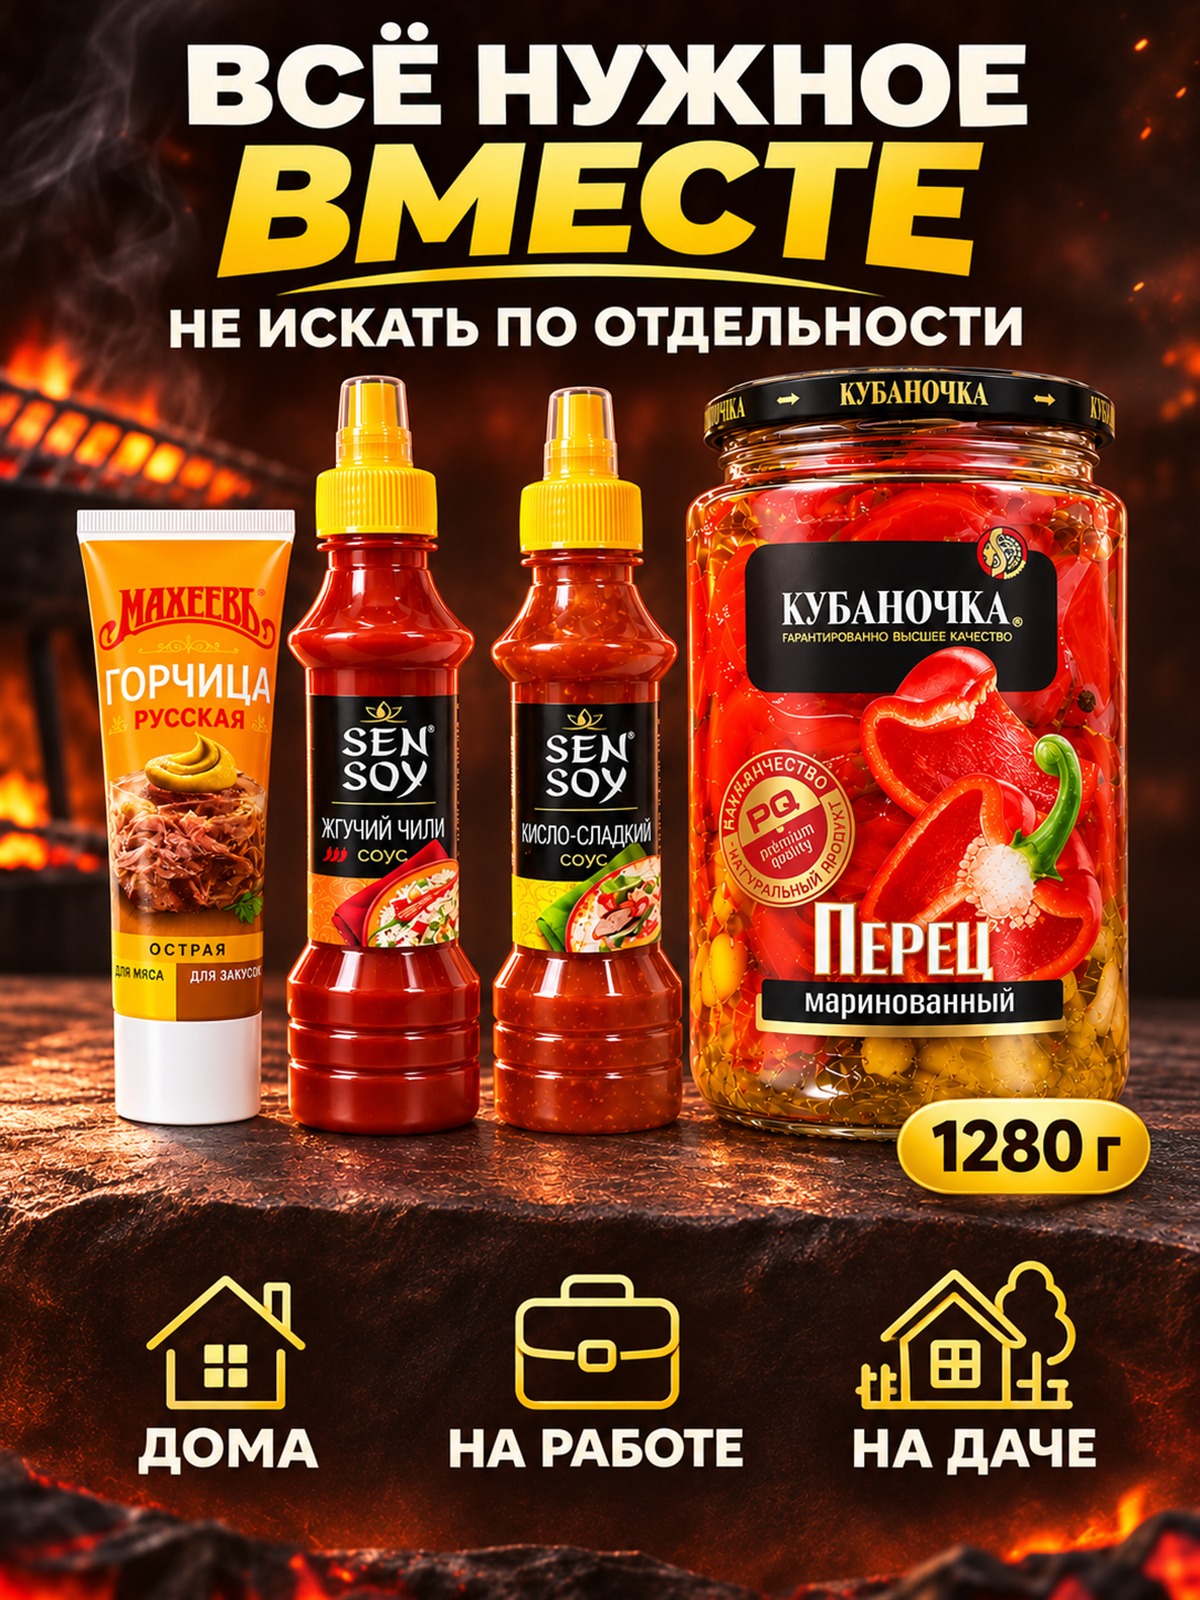 ВСЁ НУЖНОЕ
ВМЕСТЕ
НЕ ИСКАТЬ ПО ОТДЕЛЬНОСТИ
МАХЕЕВЪ®
ГОРЧИЦА
РУССКАЯ
ОСТРАЯ
ДЛЯ МЯСА
ДЛЯ ЗАКУСОК
SEN SOY®
ЖГУЧИЙ ЧИЛИ
СОУС
SEN SOY®
КИСЛО-СЛАДКИЙ
СОУС
КУБАНОЧКА
КУБАНОЧКА®
ГАРАНТИРОВАННО ВЫСШЕЕ КАЧЕСТВО
PQ
premium
quality
НАТУРАЛЬНЫЙ ПРОДУКТ
ПЕРЕЦ
маринованный
1280 г
ДОМА
НА РАБОТЕ
НА ДАЧЕ